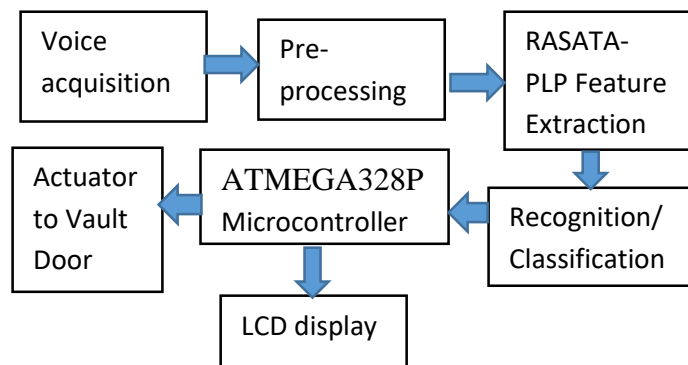 Voice
acquisition
Pre-
processing
RASATA-
PLP Feature
Extraction
Recognition/
Classification
ATMEGA328P
Microcontroller
Actuator
to Vault
Door
LCD display